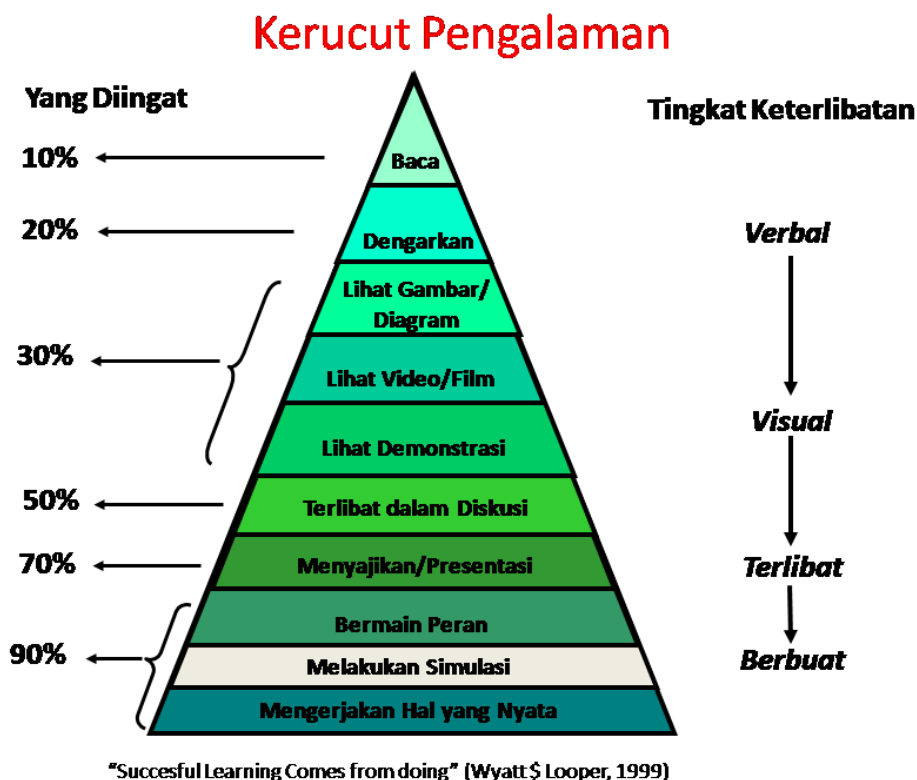 Kerucut Pengalaman
Yang Diingat
Tingkat Keterlibatan
10%
Baca
20%
Dengarkan
Verbal
Lihat Gambar/
Diagram
30%
Lihat Video/Film
Visual
Lihat Demonstrasi
50%
Terlibat dalam Diskusi
70%
Menyajikan/Presentasi
Terlibat
Bermain Peran
90%
Melakukan Simulasi
Berbuat
Mengerjakan Hal yang Nyata
"Succesful Learning Comes from doing" (Wyatt $ Looper, 1999)